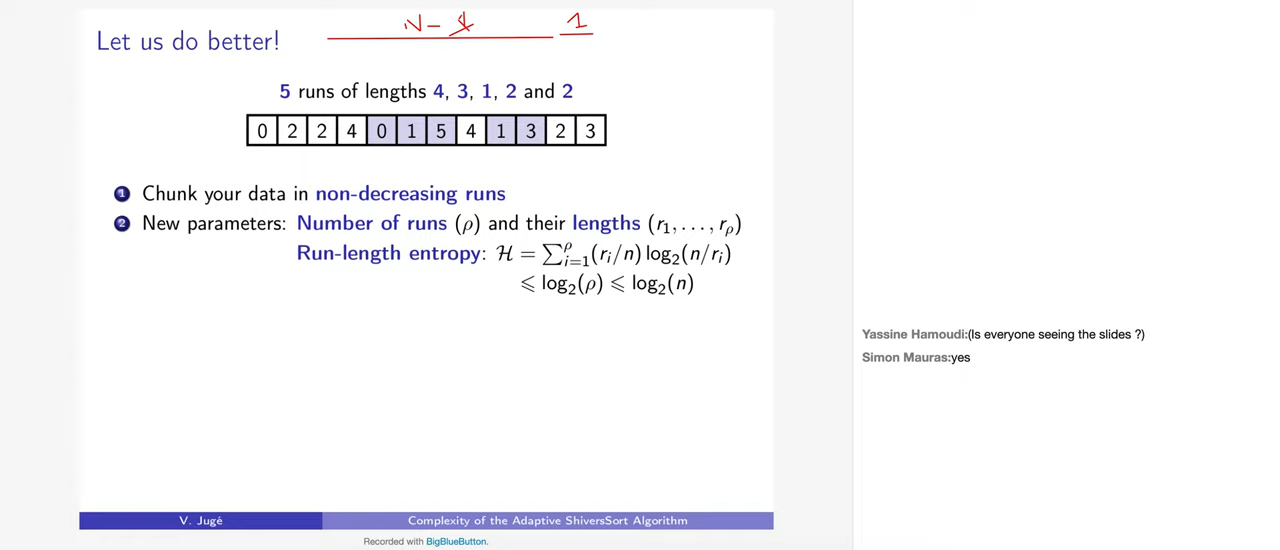 N - 1 1
Let us do better!
5 runs of lengths 4, 3, 1, 2 and 2
0 2 2 4 0 1 5 4 1 3 2 3
1 Chunk your data in non-decreasing runs
2 New parameters: Number of runs (ρ) and their lengths (r₁, . . . , r_ρ)
Run-length entropy: ℋ = ∑ᵢ₌₁^ρ (rᵢ/n) log₂(n/rᵢ)
⩽ log₂(ρ) ⩽ log₂(n)
Yassine Hamoudi:(Is everyone seeing the slides ?)
Simon Mauras:yes
V. Jugé Complexity of the Adaptive ShiversSort Algorithm
Recorded with BigBlueButton.